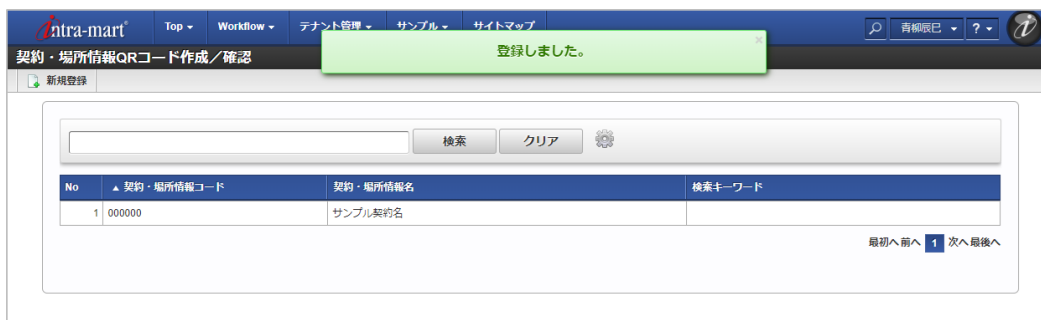 intra-mart Top Workflow テナント管理 サンプル サイトマップ 青柳辰巳 ?
登録しました。 ×
契約・場所情報QRコード作成／確認
新規登録
検索 クリア
No ▲ 契約・場所情報コード 契約・場所情報名 検索キーワード
1 000000 サンプル契約名
最初へ 前へ 1 次へ 最後へ